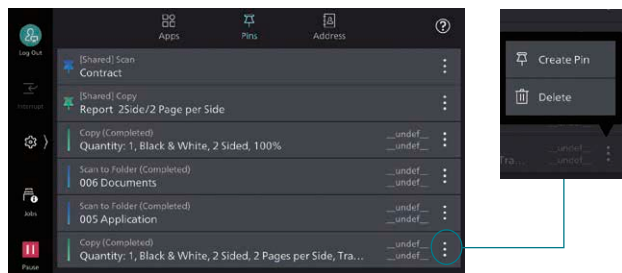 Apps
Pins
Address
?
Log Out
Interrupt
Jobs
Pause
[Shared] Scan
Contract
[Shared] Copy
Report 2Side/2 Page per Side
Copy (Completed)
Quantity: 1, Black & White, 2 Sided, 100%
__undef__
__undef__
Scan to Folder (Completed)
006 Documents
__undef__
__undef__
Scan to Folder (Completed)
005 Application
__undef__
__undef__
Copy (Completed)
Quantity: 1, Black & White, 2 Sided, 2 Pages per Side, Tra...
__undef__
__undef__
Create Pin
Delete
__undef__
Tra... __undef__